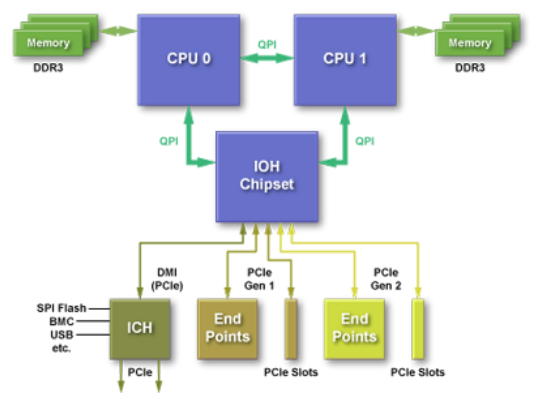 Memory
DDR3
CPU 0
QPI
CPU 1
Memory
DDR3
QPI
QPI
IOH
Chipset
DMI
(PCIe)
PCIe
Gen 1
PCIe
Gen 2
SPI Flash
BMC
USB
etc.
ICH
End
Points
End
Points
PCIe
PCIe Slots
PCIe Slots